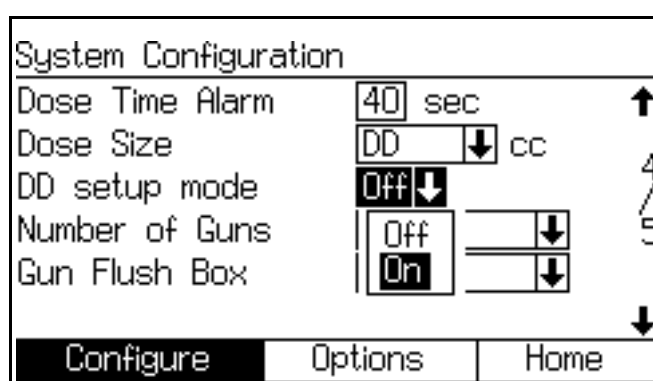 System Configuration
Dose Time Alarm 40 sec
Dose Size DD cc
DD setup mode Off
Number of Guns Off
Gun Flush Box On
Configure Options Home